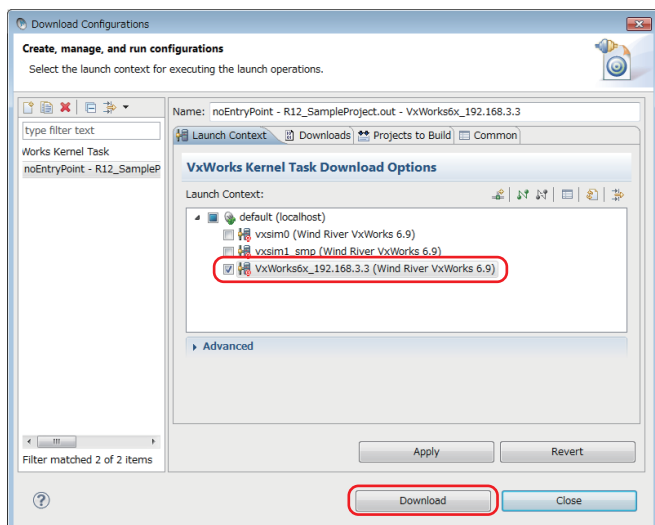 Download Configurations
Create, manage, and run configurations
Select the launch context for executing the launch operations.
type filter text
Works Kernel Task
noEntryPoint - R12_SampleP
Filter matched 2 of 2 items
Name: noEntryPoint - R12_SampleProject.out - VxWorks6x_192.168.3.3
Launch Context Downloads Projects to Build Common
VxWorks Kernel Task Download Options
Launch Context:
default (localhost)
vxsim0 (Wind River VxWorks 6.9)
vxsim1_smp (Wind River VxWorks 6.9)
VxWorks6x_192.168.3.3 (Wind River VxWorks 6.9)
Advanced
Apply Revert
? Download Close